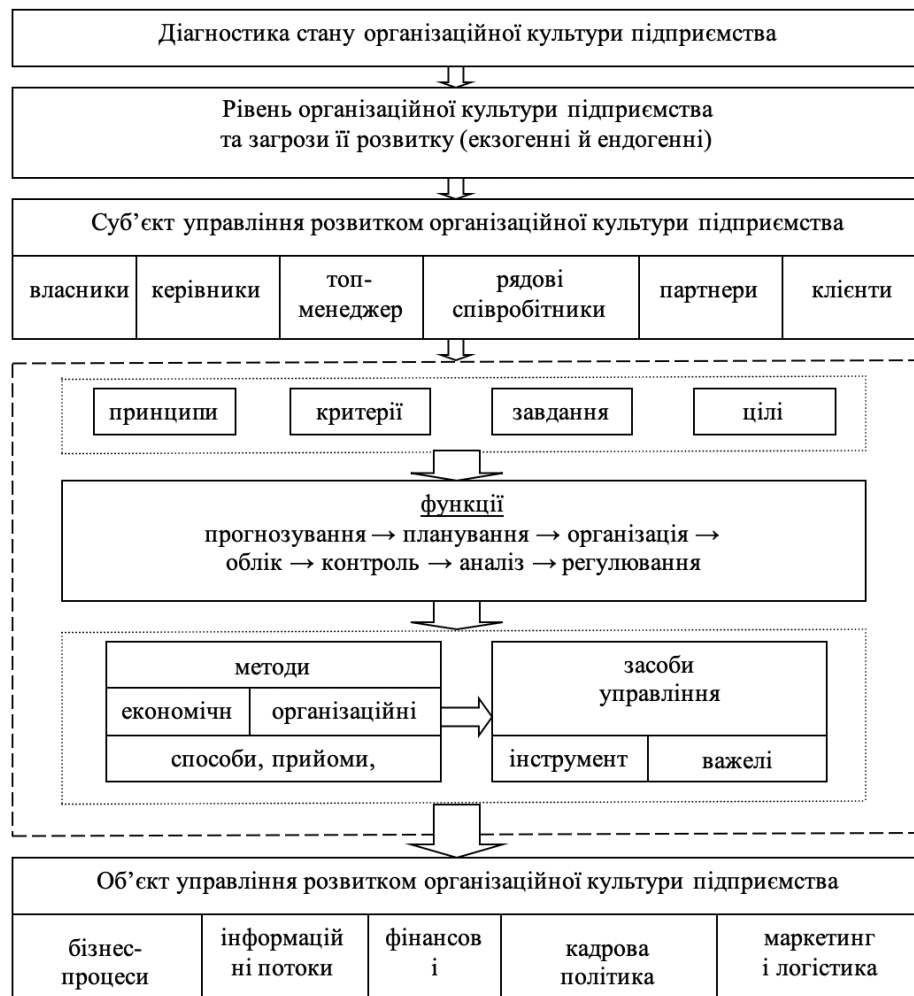 Діагностика стану організаційної культури підприємства
Рівень організаційної культури підприємства
та загрози її розвитку (екзогенні й ендогенні)
Суб’єкт управління розвитком організаційної культури підприємства
власники
керівники
топ-
менеджер
рядові
співробітники
партнери
клієнти
принципи
критерії
завдання
цілі
функції
прогнозування → планування → організація →
облік → контроль → аналіз → регулювання
методи
економічн
організаційні
способи, прийоми,
засоби
управління
інструмент
важелі
Об’єкт управління розвитком організаційної культури підприємства
бізнес-
процеси
інформацій
ні потоки
фінансов
і
кадрова
політика
маркетинг
і логістика